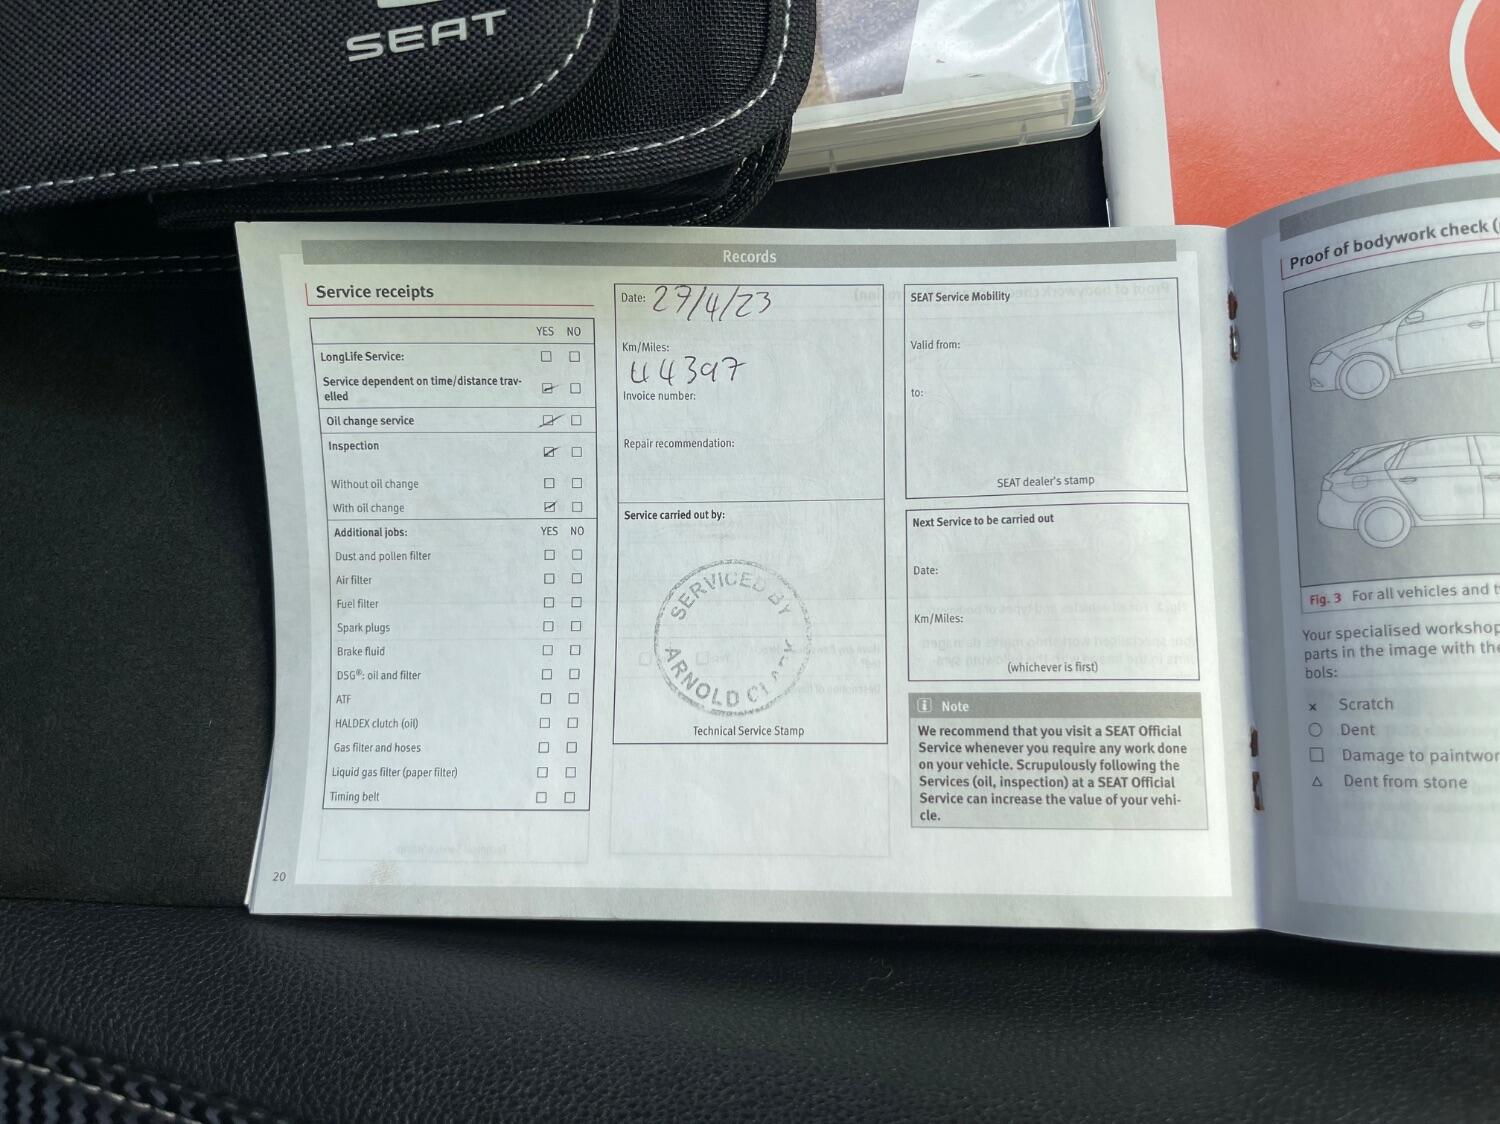 SEAT
Records
Service receipts
YES NO
LongLife Service:
Service dependent on time/distance trav-
elled
Oil change service
Inspection
Without oil change
With oil change
Additional jobs: YES NO
Dust and pollen filter
Air filter
Fuel filter
Spark plugs
Brake fluid
DSG®: oil and filter
ATF
HALDEX clutch (oil)
Gas filter and hoses
Liquid gas filter (paper filter)
Timing belt
20
Date: 27/4/23
Km/Miles:
44397
Invoice number:
Repair recommendation:
Service carried out by:
SERVICED BY
ARNOLD CLARK
Technical Service Stamp
SEAT Service Mobility
Valid from:
to:
SEAT dealer's stamp
Next Service to be carried out
Date:
Km/Miles:
(whichever is first)
i Note
We recommend that you visit a SEAT Official
Service whenever you require any work done
on your vehicle. Scrupulously following the
Services (oil, inspection) at a SEAT Official
Service can increase the value of your vehi-
cle.
Proof of bodywork check (
Fig. 3 For all vehicles and t
Your specialised workshop
parts in the image with the
bols:
Scratch
Dent
Damage to paintwor
Dent from stone